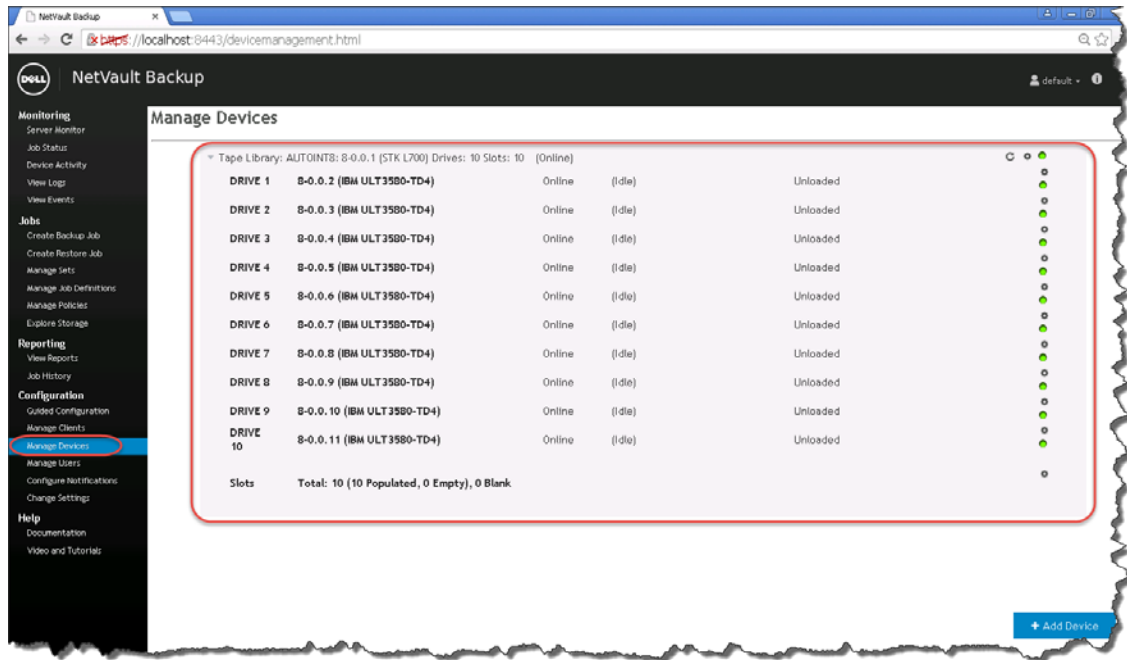 NetVault Backup
https://localhost:8443/devicemanagement.html
DELL NetVault Backup default
Monitoring
Server Monitor
Job Status
Device Activity
View Logs
View Events
Jobs
Create Backup Job
Create Restore Job
Manage Sets
Manage Job Definitions
Manage Policies
Explore Storage
Reporting
View Reports
Job History
Configuration
Guided Configuration
Manage Clients
Manage Devices
Manage Users
Configure Notifications
Change Settings
Help
Documentation
Video and Tutorials
Manage Devices
Tape Library: AUTOINT8: 8-0.0.1 (STK L700) Drives: 10 Slots: 10 (Online)
DRIVE 1 8-0.0.2 (IBM ULT3580-TD4) Online (Idle) Unloaded
DRIVE 2 8-0.0.3 (IBM ULT3580-TD4) Online (Idle) Unloaded
DRIVE 3 8-0.0.4 (IBM ULT3580-TD4) Online (Idle) Unloaded
DRIVE 4 8-0.0.5 (IBM ULT3580-TD4) Online (Idle) Unloaded
DRIVE 5 8-0.0.6 (IBM ULT3580-TD4) Online (Idle) Unloaded
DRIVE 6 8-0.0.7 (IBM ULT3580-TD4) Online (Idle) Unloaded
DRIVE 7 8-0.0.8 (IBM ULT3580-TD4) Online (Idle) Unloaded
DRIVE 8 8-0.0.9 (IBM ULT3580-TD4) Online (Idle) Unloaded
DRIVE 9 8-0.0.10 (IBM ULT3580-TD4) Online (Idle) Unloaded
DRIVE
10 8-0.0.11 (IBM ULT3580-TD4) Online (Idle) Unloaded
Slots Total: 10 (10 Populated, 0 Empty), 0 Blank
+ Add Device